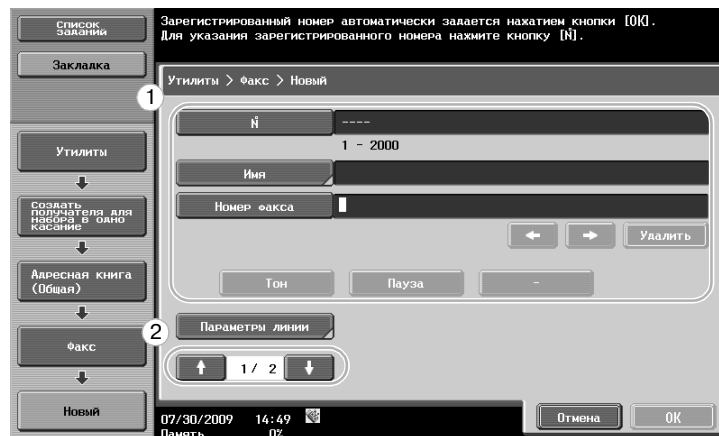 Список
заданий
Зарегистрированный номер автоматически задается нажатием кнопки [OK].
Для указания зарегистрированного номера нажмите кнопку [N̊].
Закладка
Утилиты > Факс > Новый
1
N̊
----
1 - 2000
Утилиты
Имя
Создать
получателя для
набора в одно
касание
Номер факса
Удалить
Адресная книга
(Общая)
Тон
Пауза
-
2
Параметры линии
Факс
1/ 2
Новый
07/30/2009 14:49
Память 0%
Отмена
OK